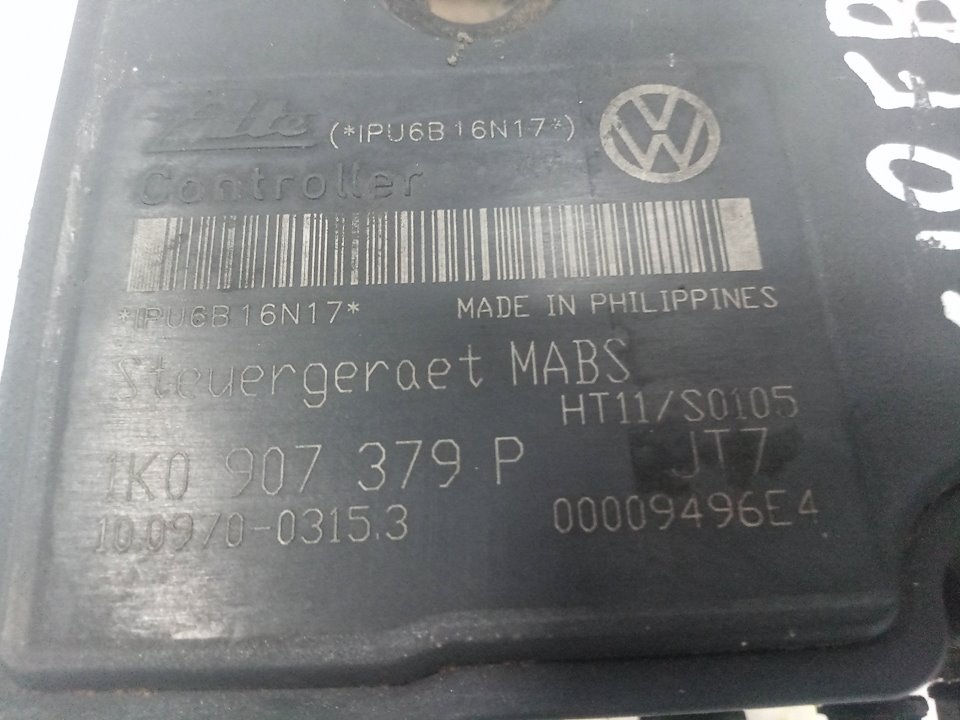 Ate (*IPU6B16N17*)
Controller
*IPU6B16N17* MADE IN PHILIPPINES
Steuergeraet MABS
HT11/S0105
1K0 907 379 P JT7
10.0970-0315.3 00009496E4